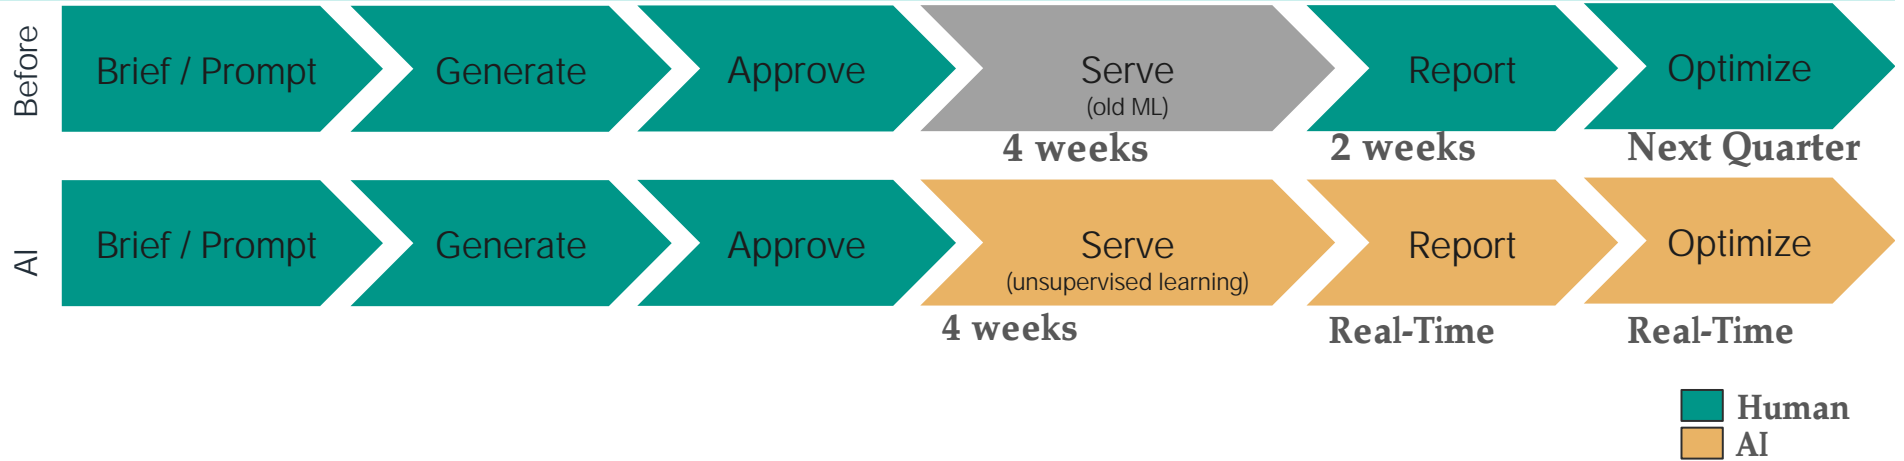 Before
Brief / Prompt
Generate
Approve
Serve
(old ML)
Report
Optimize
4 weeks
2 weeks
Next Quarter
AI
Brief / Prompt
Generate
Approve
Serve
(unsupervised learning)
Report
Optimize
4 weeks
Real-Time
Real-Time
Human
AI